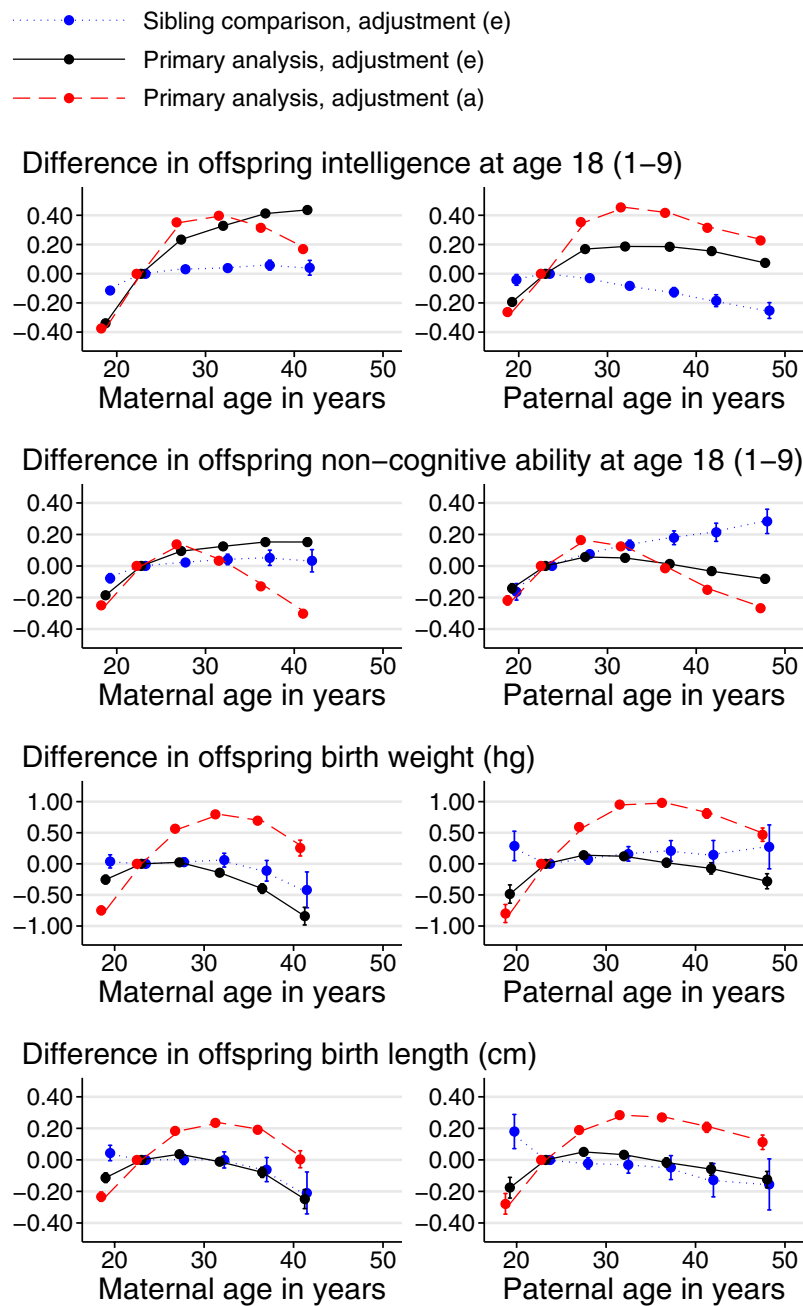 Sibling comparison, adjustment (e)
Primary analysis, adjustment (e)
Primary analysis, adjustment (a)
Difference in offspring intelligence at age 18 (1−9)
0.40
0.20
0.00
−0.20
−0.40
20 30 40 50
Maternal age in years
0.40
0.20
0.00
−0.20
−0.40
20 30 40 50
Paternal age in years
Difference in offspring non−cognitive ability at age 18 (1−9)
0.40
0.20
0.00
−0.20
−0.40
20 30 40 50
Maternal age in years
0.40
0.20
0.00
−0.20
−0.40
20 30 40 50
Paternal age in years
Difference in offspring birth weight (hg)
1.00
0.50
0.00
−0.50
−1.00
20 30 40 50
Maternal age in years
1.00
0.50
0.00
−0.50
−1.00
20 30 40 50
Paternal age in years
Difference in offspring birth length (cm)
0.40
0.20
0.00
−0.20
−0.40
20 30 40 50
Maternal age in years
0.40
0.20
0.00
−0.20
−0.40
20 30 40 50
Paternal age in years